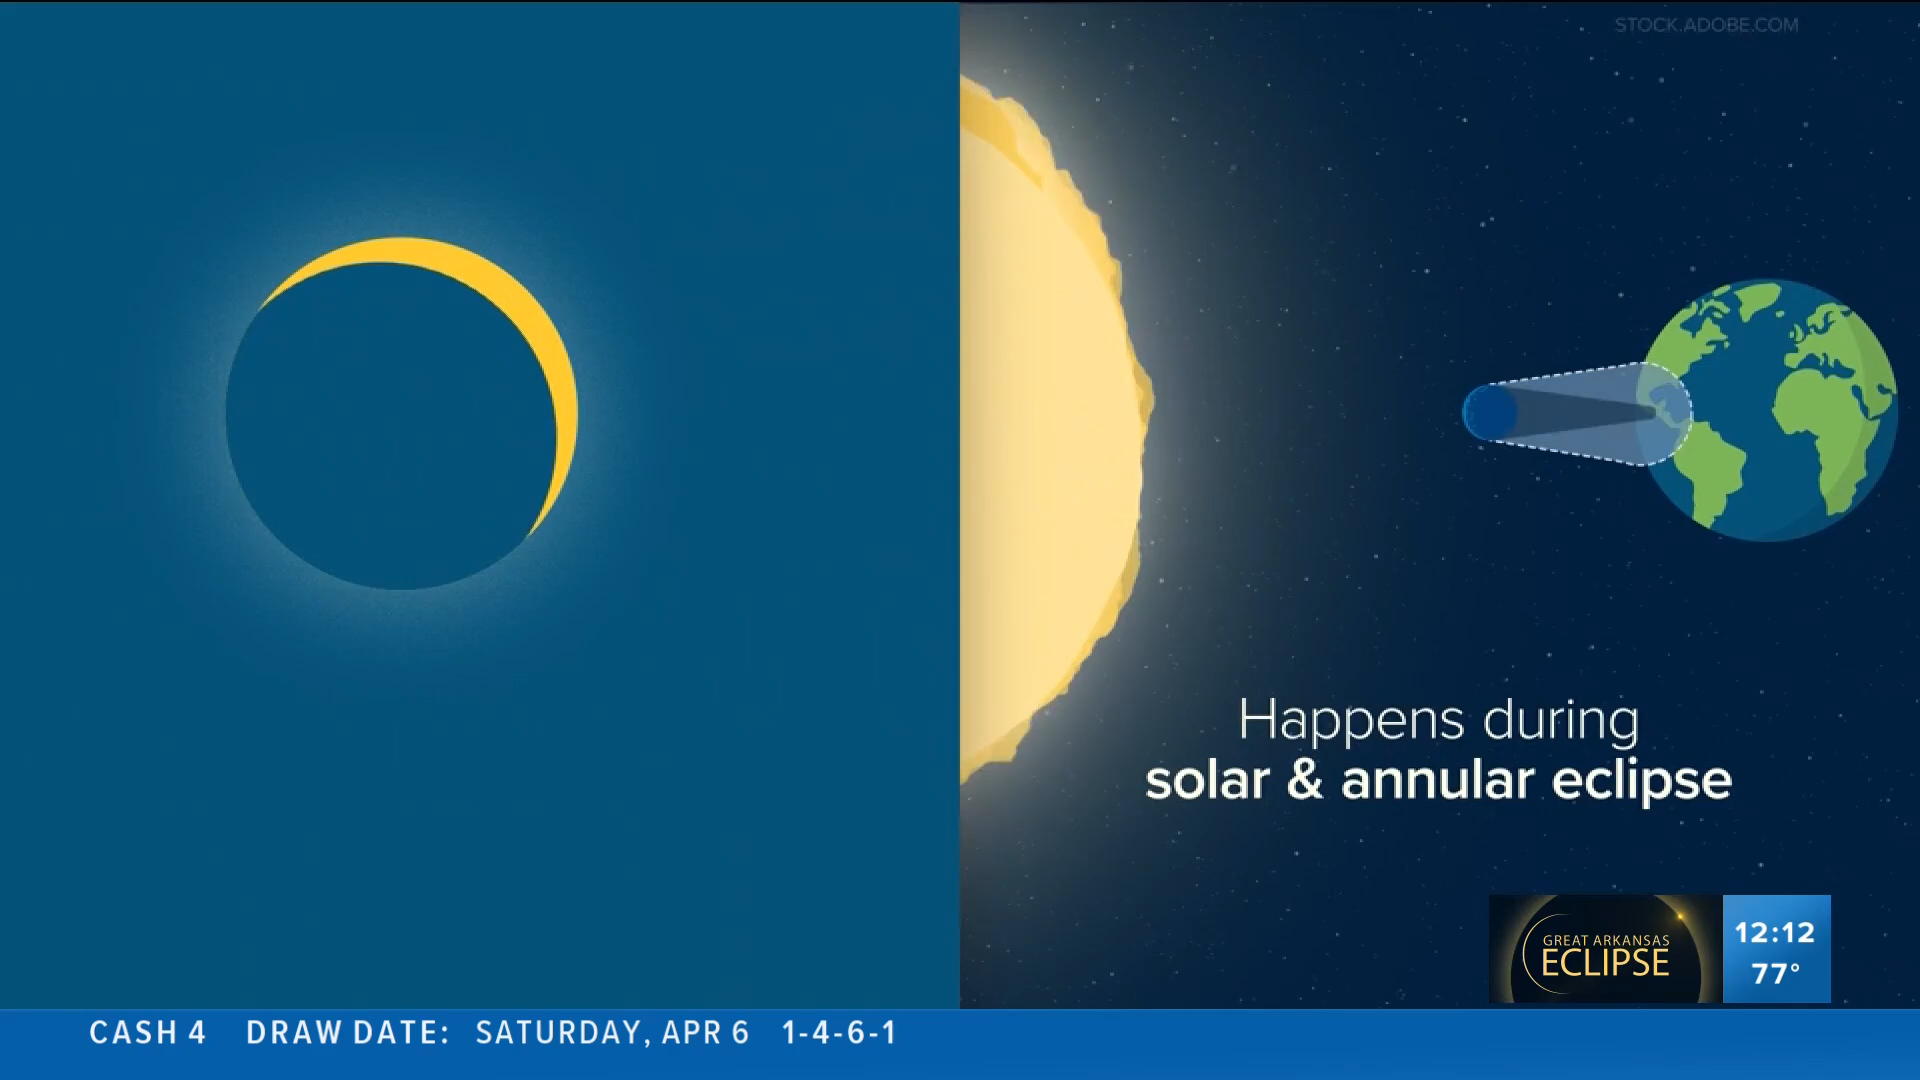 STOCK.ADOBE.COM
Happens during
solar & annular eclipse
GREAT ARKANSAS
ECLIPSE
12:12
77°
CASH 4 DRAW DATE: SATURDAY, APR 6 1-4-6-1